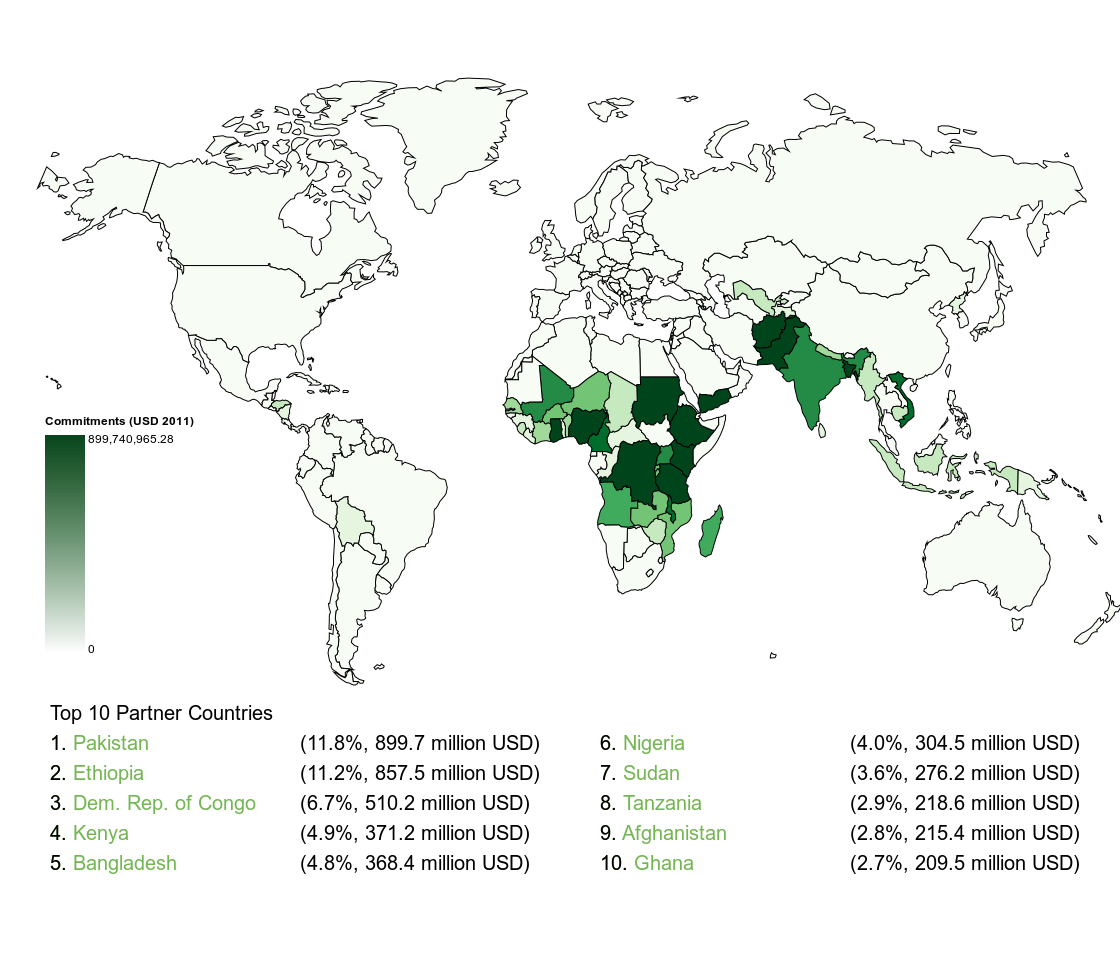 Commitments (USD 2011)
899,740,965.28
0
Top 10 Partner Countries
1. Pakistan (11.8%, 899.7 million USD)
2. Ethiopia (11.2%, 857.5 million USD)
3. Dem. Rep. of Congo (6.7%, 510.2 million USD)
4. Kenya (4.9%, 371.2 million USD)
5. Bangladesh (4.8%, 368.4 million USD)
6. Nigeria (4.0%, 304.5 million USD)
7. Sudan (3.6%, 276.2 million USD)
8. Tanzania (2.9%, 218.6 million USD)
9. Afghanistan (2.8%, 215.4 million USD)
10. Ghana (2.7%, 209.5 million USD)